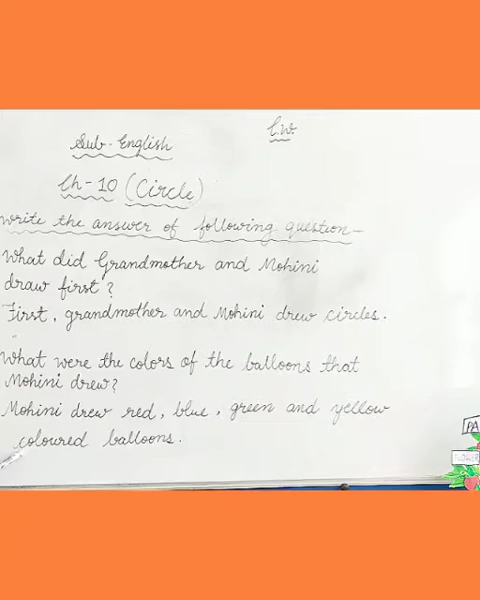 C.W.
Sub - English
Ch - 10 (Circle)
Write the answer of following question -
What did Grandmother and Mohini
draw first ?
First, grandmother and Mohini drew circles.
What were the colors of the balloons that
Mohini drew?
Mohini drew red, blue, green and yellow
coloured balloons.
PA